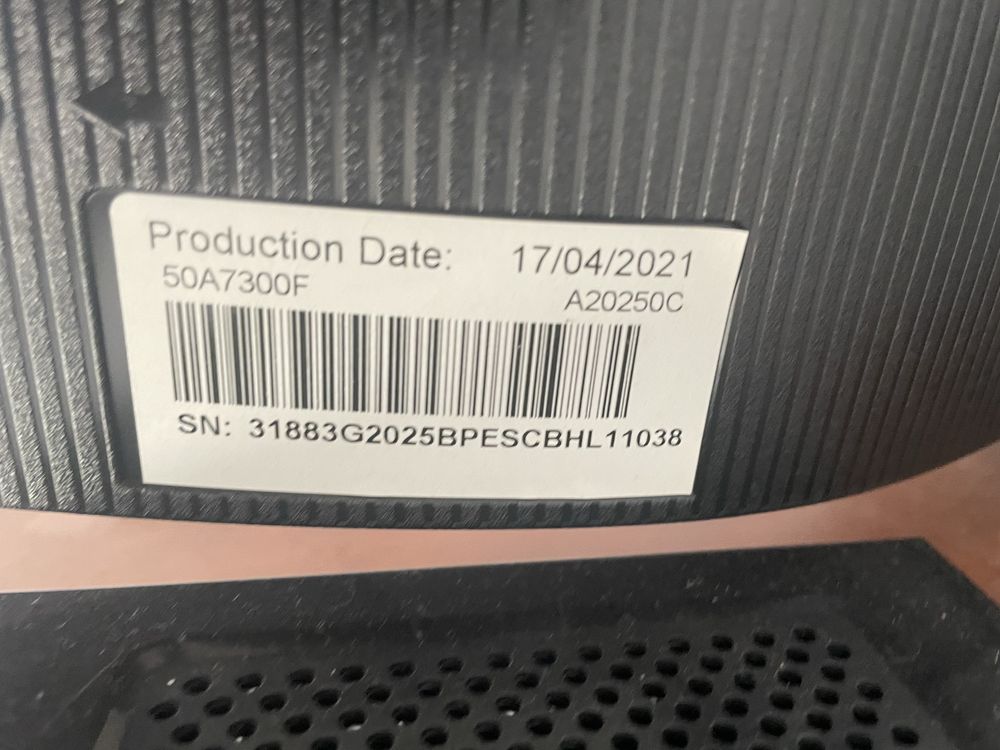 Production Date: 17/04/2021
50A7300F A20250C
SN: 31883G2025BPESCBHL11038